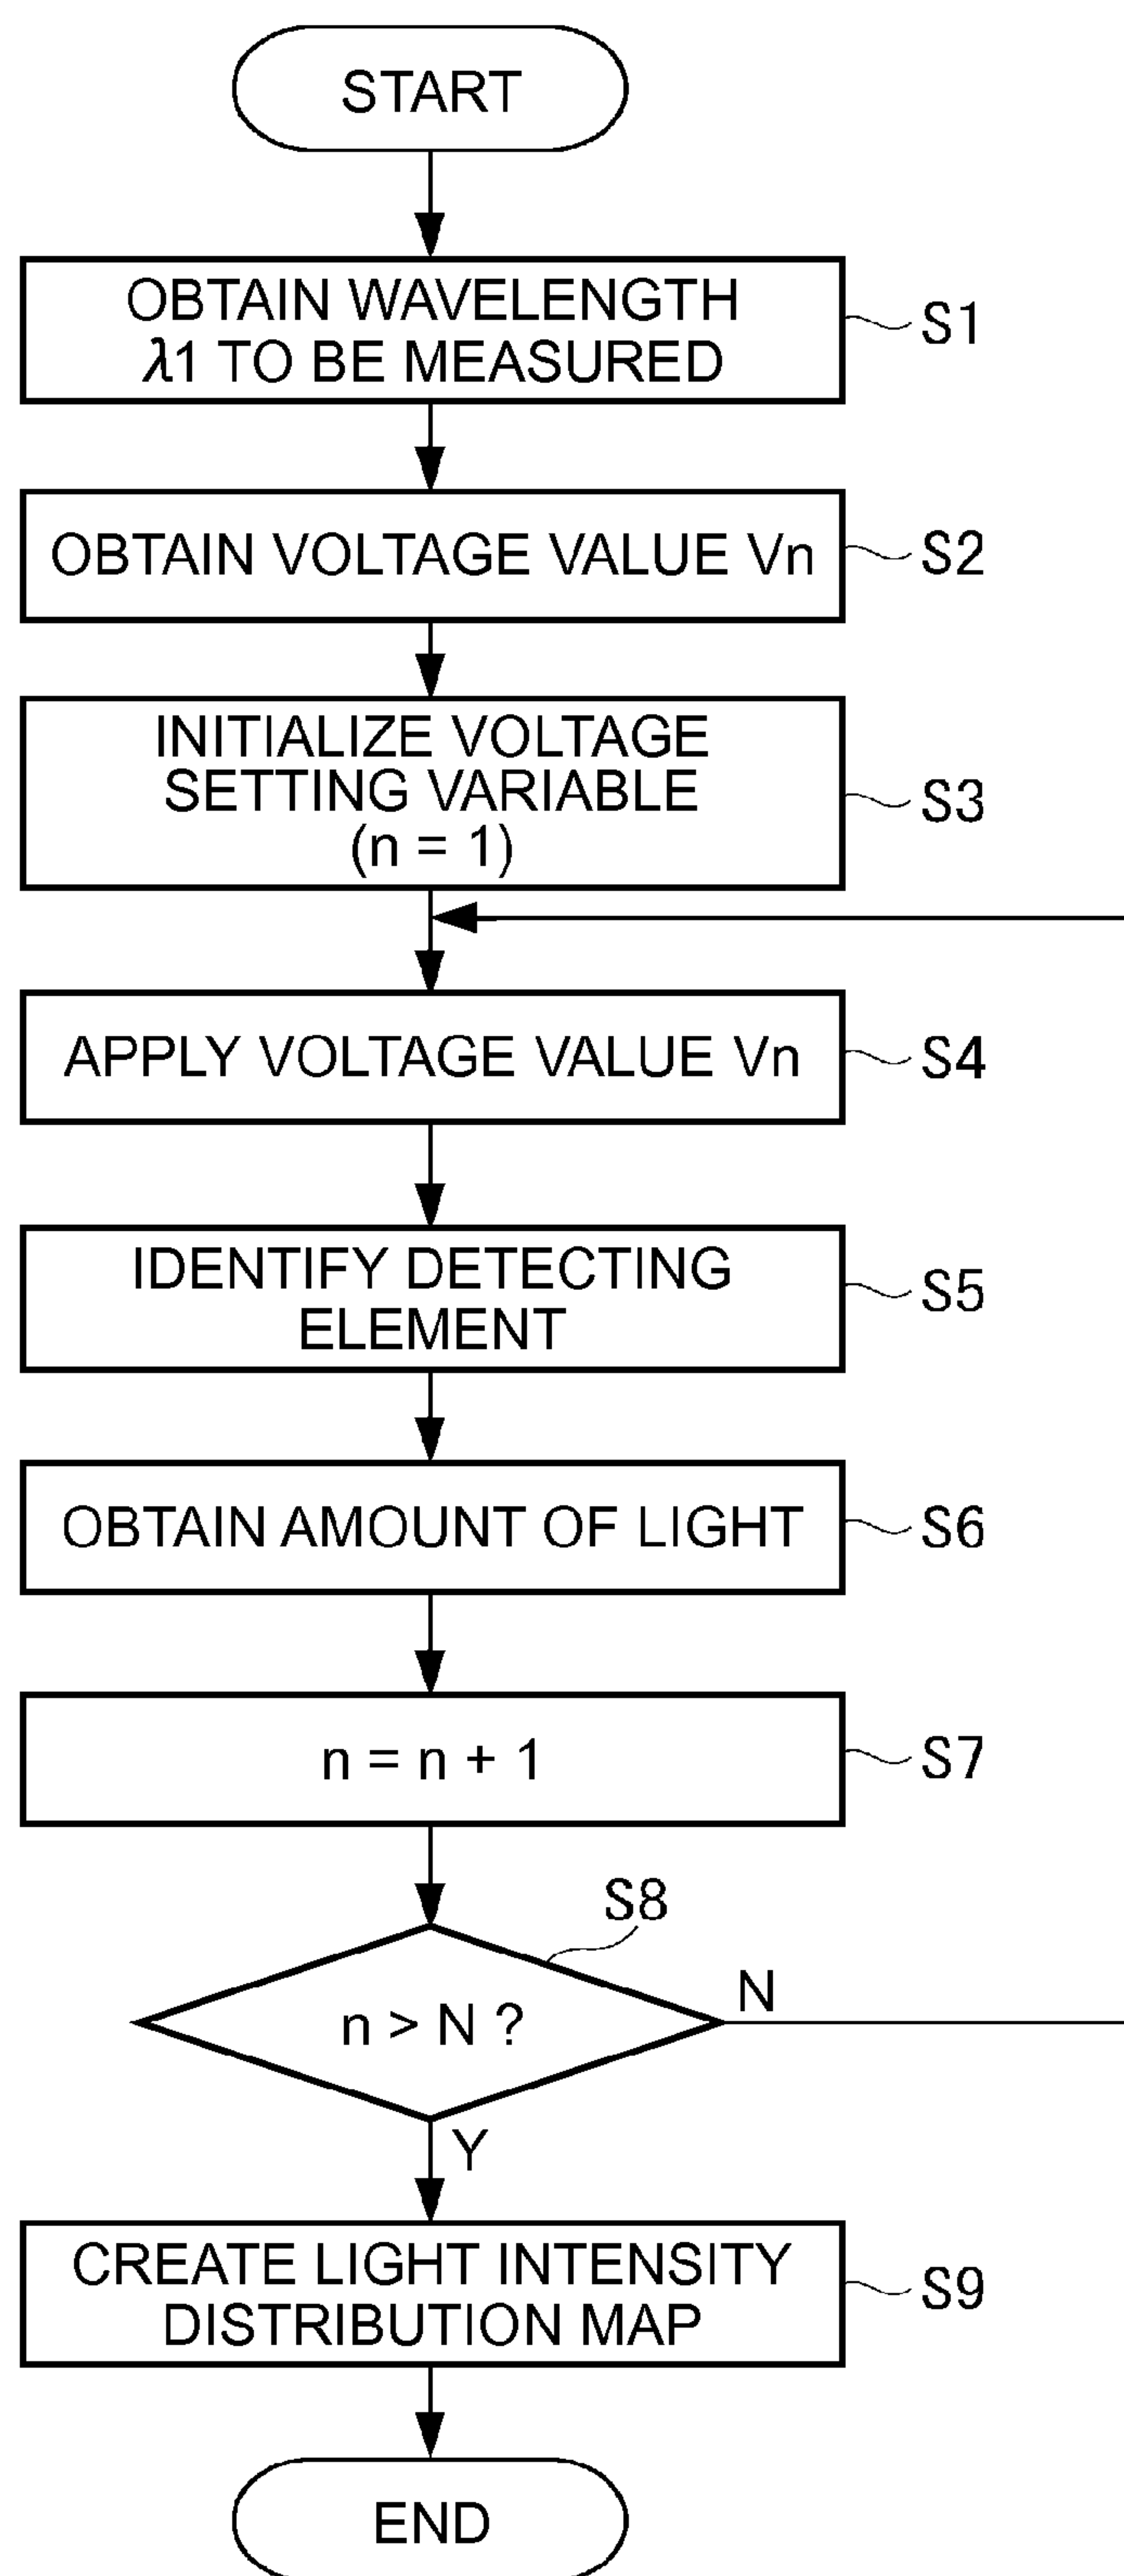 START
OBTAIN WAVELENGTH
λ1 TO BE MEASURED
S1
OBTAIN VOLTAGE VALUE Vn
S2
INITIALIZE VOLTAGE
SETTING VARIABLE
(n = 1)
S3
APPLY VOLTAGE VALUE Vn
S4
IDENTIFY DETECTING
ELEMENT
S5
OBTAIN AMOUNT OF LIGHT
S6
n = n + 1
S7
S8
n > N ?
N
Y
CREATE LIGHT INTENSITY
DISTRIBUTION MAP
S9
END